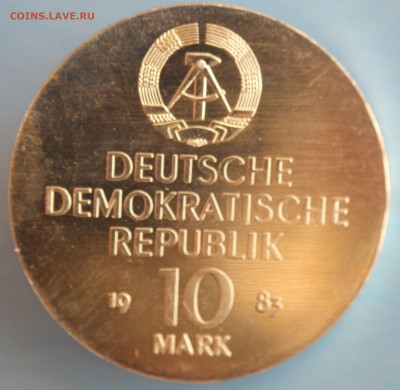 COINS.LAVE.RU
DEUTSCHE
DEMOKRATISCHE
REPUBLIK
19 10 83
MARK